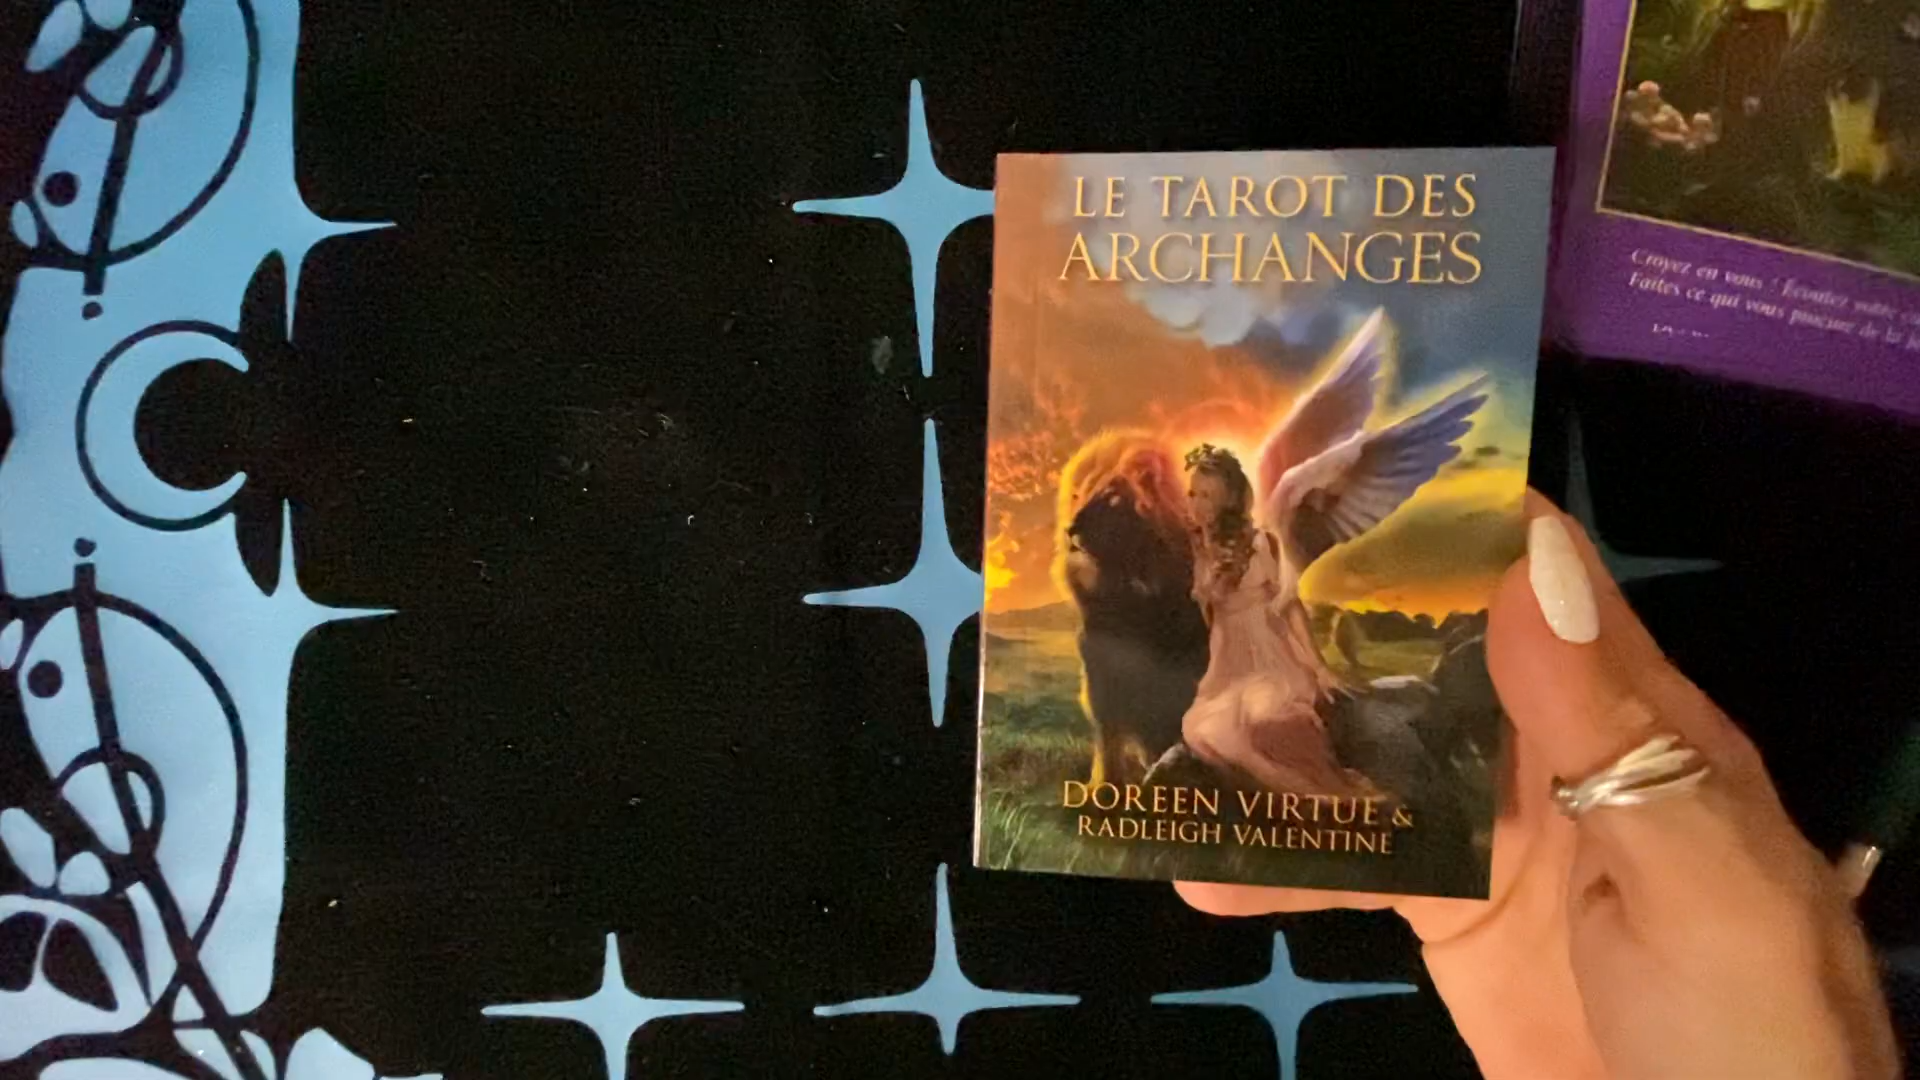 LE TAROT DES
ARCHANGES
DOREEN VIRTUE &
RADLEIGH VALENTINE
Croyez en vous ! Écoutez votre
Faites ce qui vous procure de la